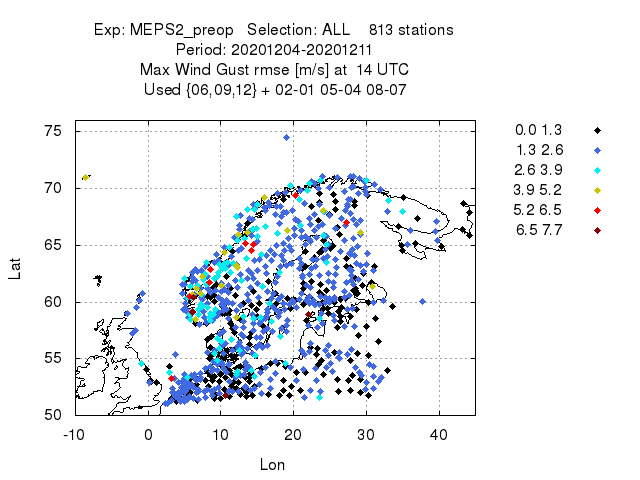 Exp: MEPS2_preop Selection: ALL 813 stations
Period: 20201204-20201211
Max Wind Gust rmse [m/s] at 14 UTC
Used {06,09,12} + 02-01 05-04 08-07
75
70
65
60
55
50
-10 0 10 20 30 40
Lat
Lon
0.0 1.3
1.3 2.6
2.6 3.9
3.9 5.2
5.2 6.5
6.5 7.7